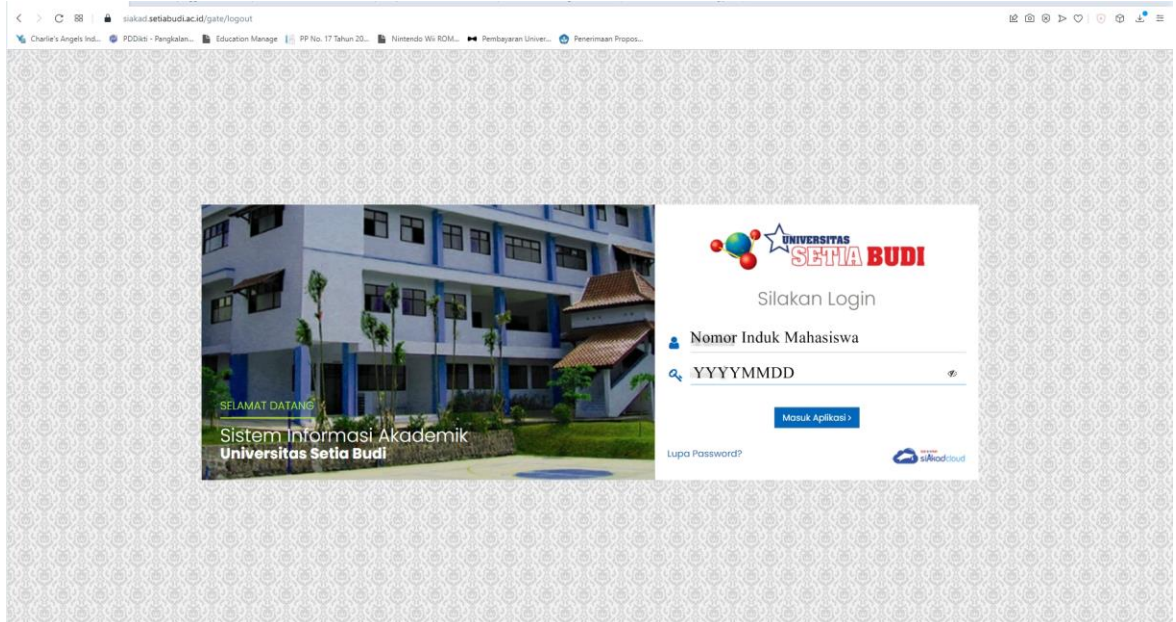 siakad.setiabudi.ac.id/gate/logout
Charlie's Angels Ind... PDDikti - Pangkalan... Education Manage PP No. 17 Tahun 20... Nintendo Wii ROM... Pembayaran Univer... Penerimaan Propos...
UNIVERSITAS
SETIA BUDI
Silakan Login
Nomor Induk Mahasiswa
YYYYMMDD
Masuk Aplikasi >
Lupa Password?
siAkadcloud
SELAMAT DATANG
Sistem Informasi Akademik
Universitas Setia Budi